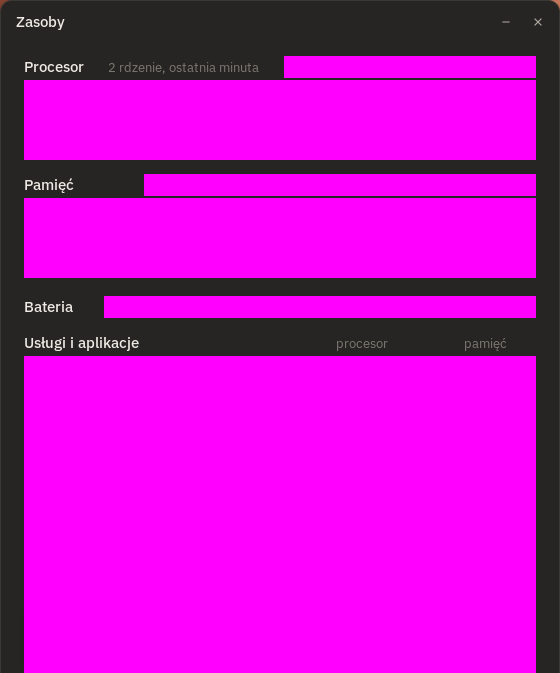 Zasoby
Procesor 2 rdzenie, ostatnia minuta
Pamięć
Bateria
Usługi i aplikacje procesor pamięć